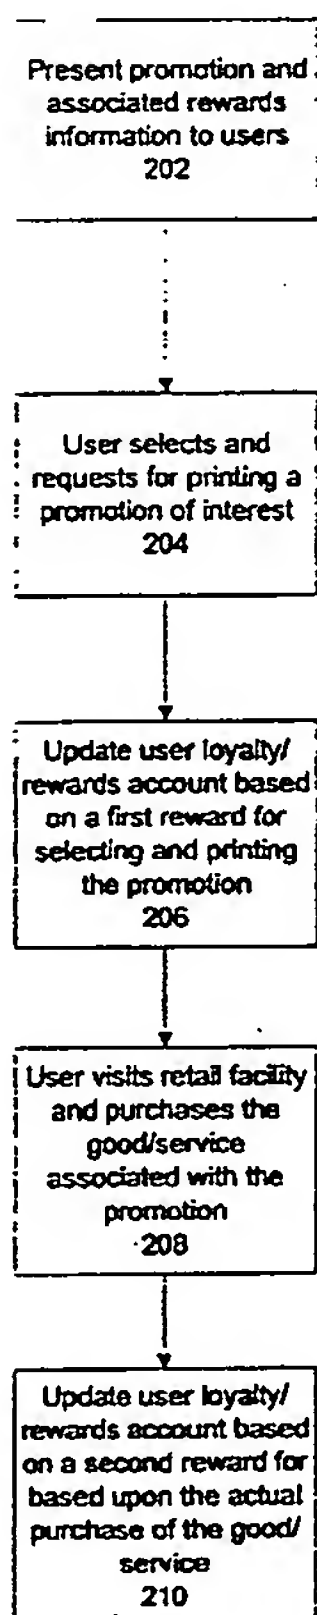 Present promotion and
associated rewards
information to users
202
User selects and
requests for printing a
promotion of interest
204
Update user loyalty/
rewards account based
on a first reward for
selecting and printing
the promotion
206
User visits retail facility
and purchases the
good/service
associated with the
promotion
208
Update user loyalty/
rewards account based
on a second reward for
based upon the actual
purchase of the good/
service
210